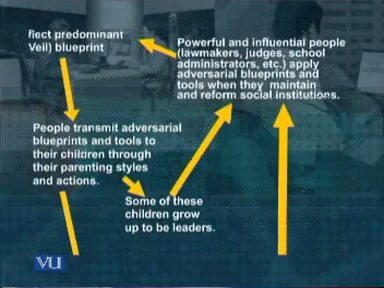 flect predominant
Veil) blueprint
Powerful and influential people
(lawmakers, judges, school
administrators, etc.) apply
adversarial blueprints and
tools when they maintain
and reform social institutions.
People transmit adversarial
blueprints and tools to
their children through
their parenting styles
and actions.
Some of these
children grow
up to be leaders.
VU